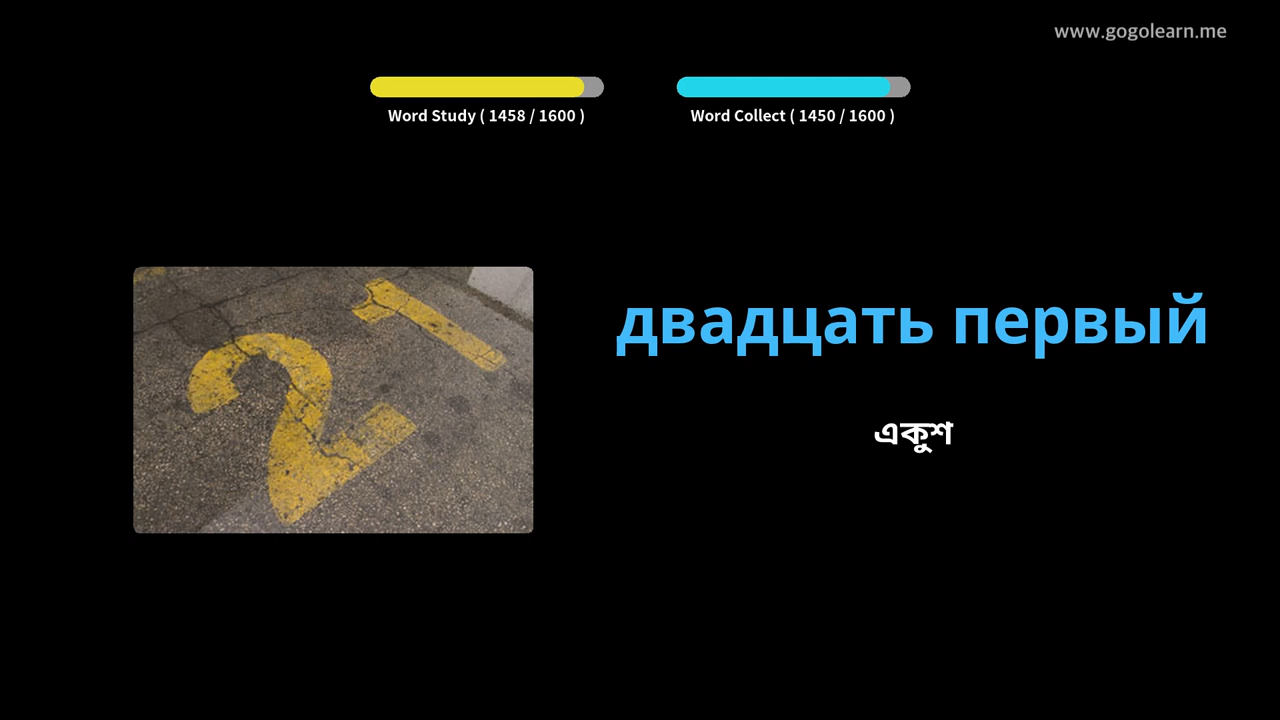 www.gogolearn.me
Word Study ( 1458 / 1600 )
Word Collect ( 1450 / 1600 )
21
двадцать первый
একুশ